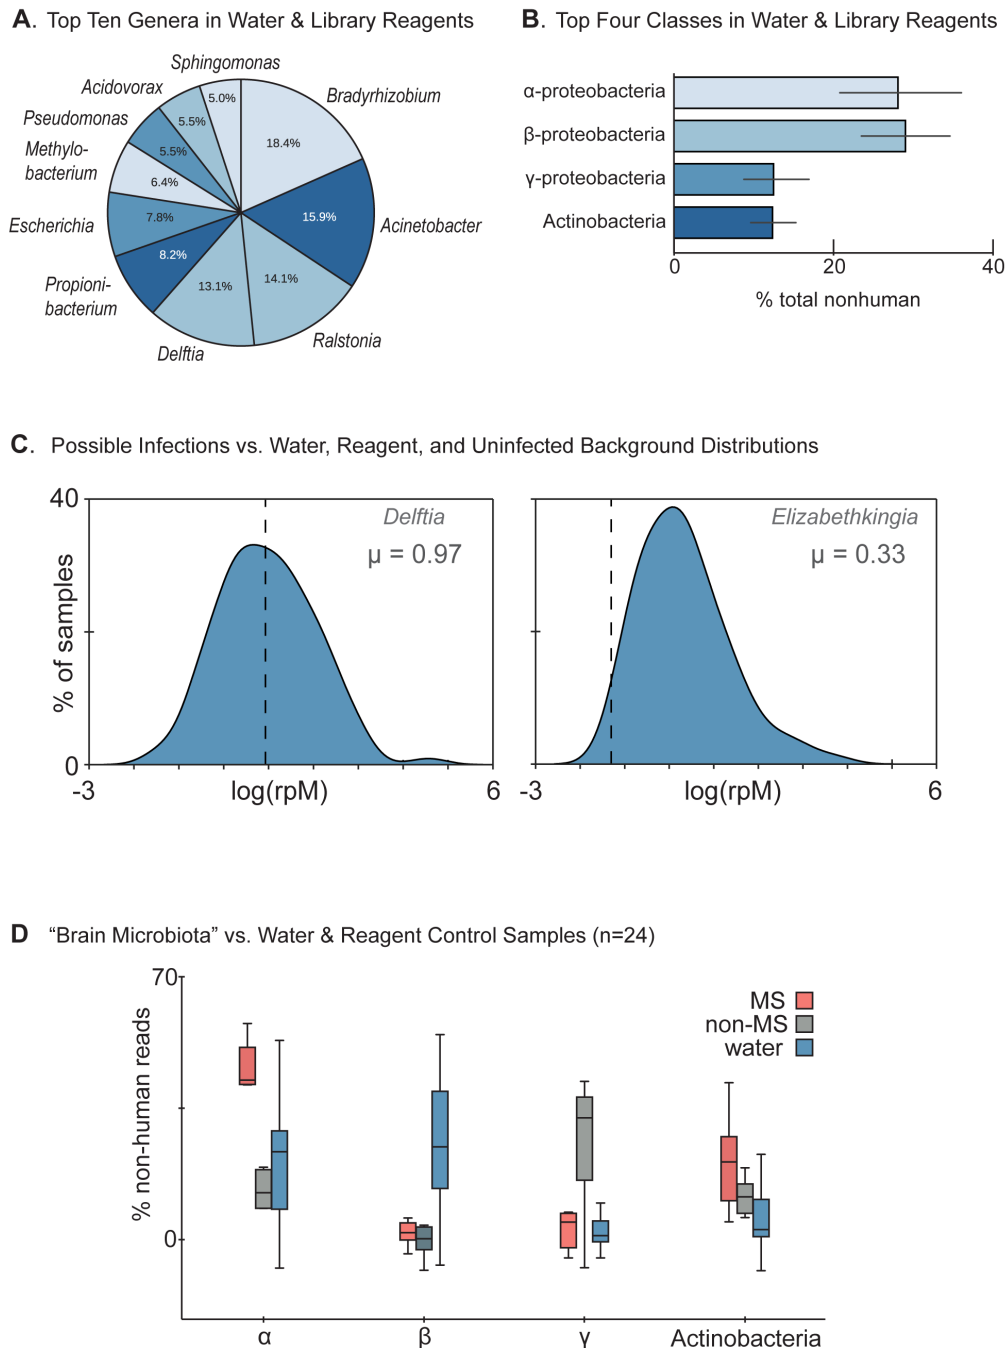 A. Top Ten Genera in Water & Library Reagents
Sphingomonas
Acidovorax
Pseudomonas
Methylo-
bacterium
Escherichia
Propioni-
bacterium
Delftia
Ralstonia
Acinetobacter
Bradyrhizobium
5.0%
5.5%
5.5%
6.4%
7.8%
8.2%
13.1%
14.1%
15.9%
18.4%
B. Top Four Classes in Water & Library Reagents
α-proteobacteria
β-proteobacteria
γ-proteobacteria
Actinobacteria
0 20 40
% total nonhuman
C. Possible Infections vs. Water, Reagent, and Uninfected Background Distributions
40
0
% of samples
Delftia
μ = 0.97
-3 log(rpM) 6
Elizabethkingia
μ = 0.33
-3 log(rpM) 6
D “Brain Microbiota” vs. Water & Reagent Control Samples (n=24)
70
0
% non-human reads
MS
non-MS
water
α β γ Actinobacteria